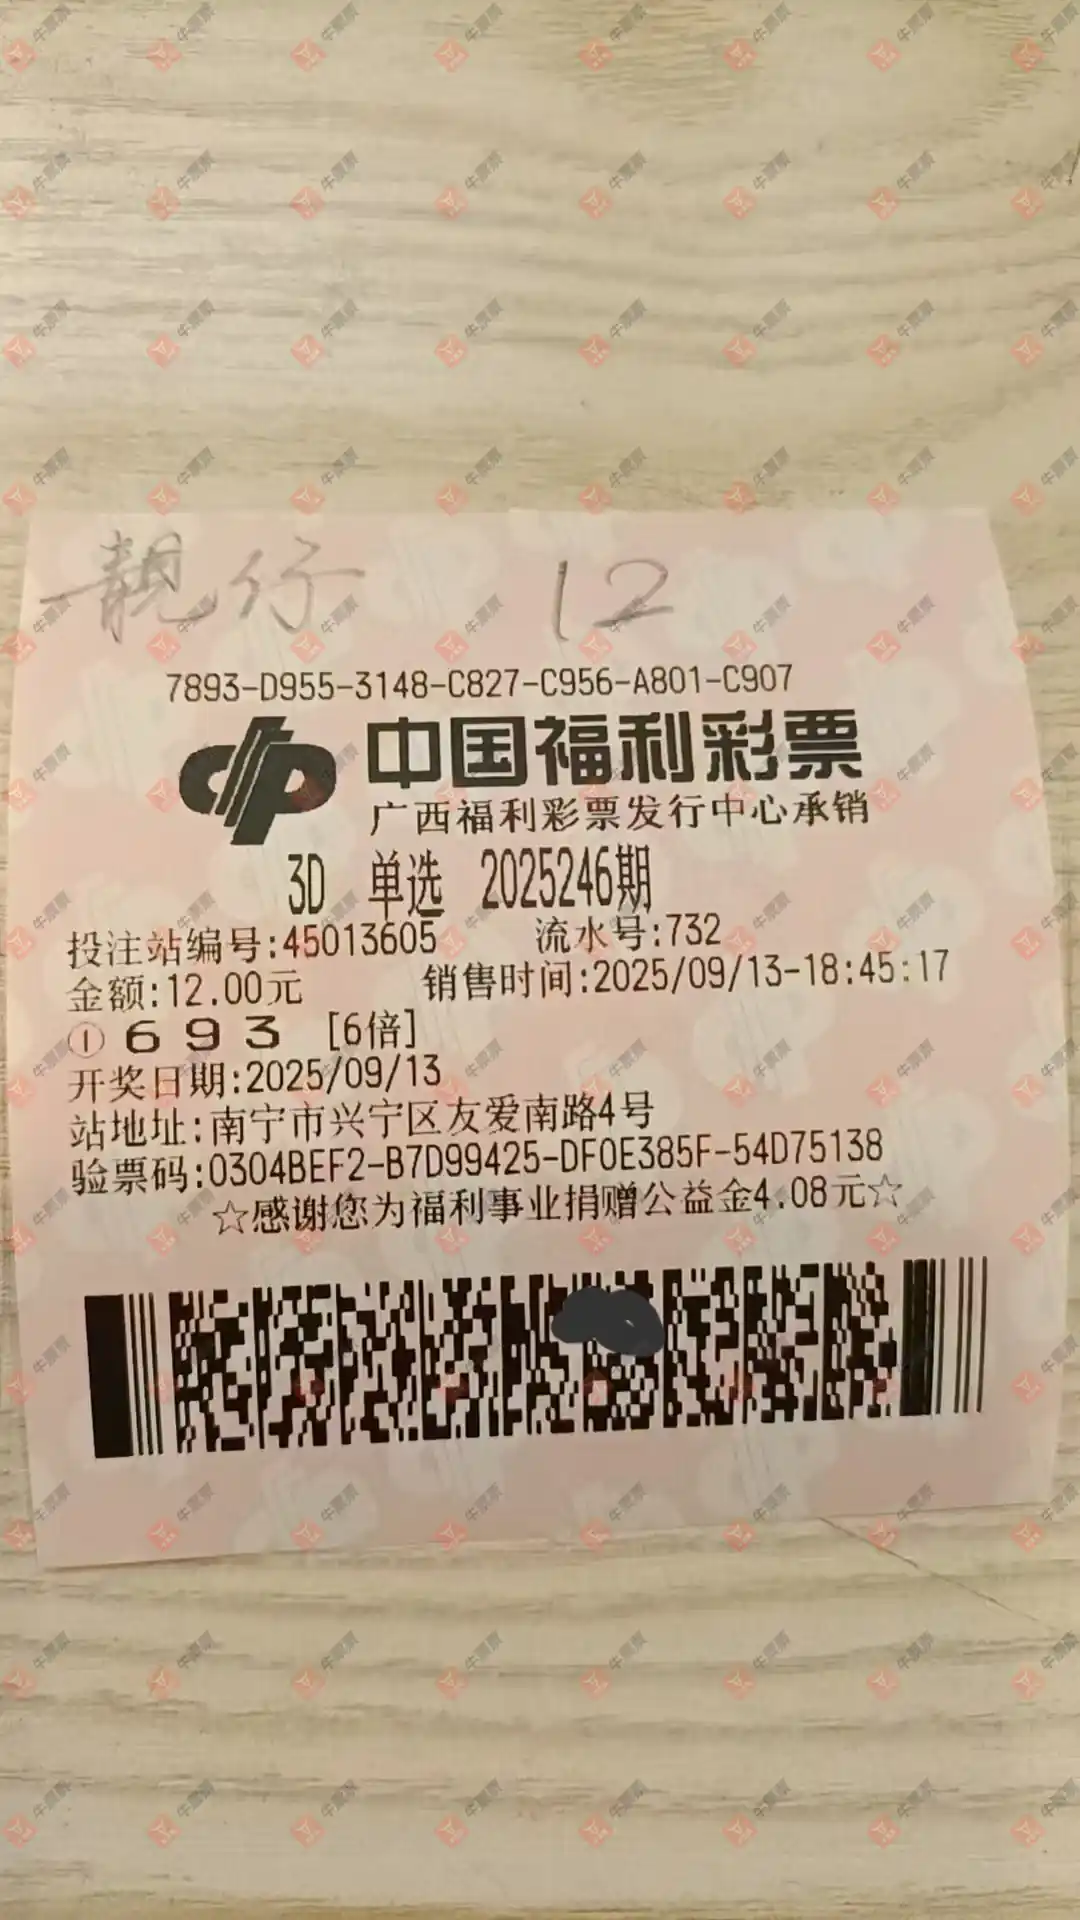 靓仔 12
7893-D955-3148-C827-C956-A801-C907
中国福利彩票
广西福利彩票发行中心承销
3D 单选 2025246期
投注站编号:45013605 流水号:732
金额:12.00元 销售时间:2025/09/13-18:45:17
① 6 9 3 [6倍]
开奖日期:2025/09/13
站地址:南宁市兴宁区友爱南路4号
验票码:0304BEF2-B7D99425-DF0E385F-54D75138
☆感谢您为福利事业捐赠公益金4.08元☆
牛票票